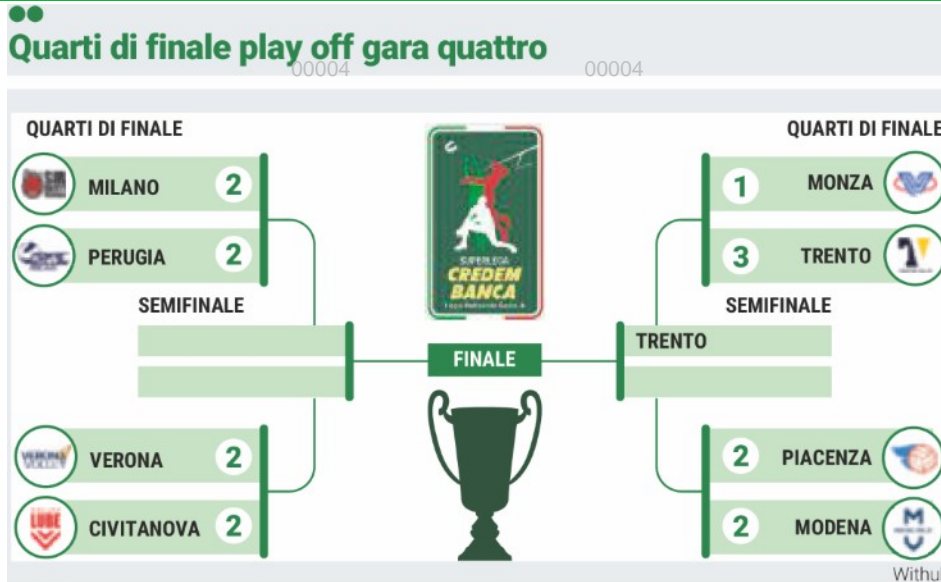 Quarti di finale play off gara quattro
00004 00004
QUARTI DI FINALE
MILANO 2
PERUGIA 2
SEMIFINALE
VERONA 2
CIVITANOVA 2
SUPERLEGA
CREDEM
BANCA
FINALE
QUARTI DI FINALE
1 MONZA
3 TRENTO
SEMIFINALE
TRENTO
2 PIACENZA
2 MODENA
Withu